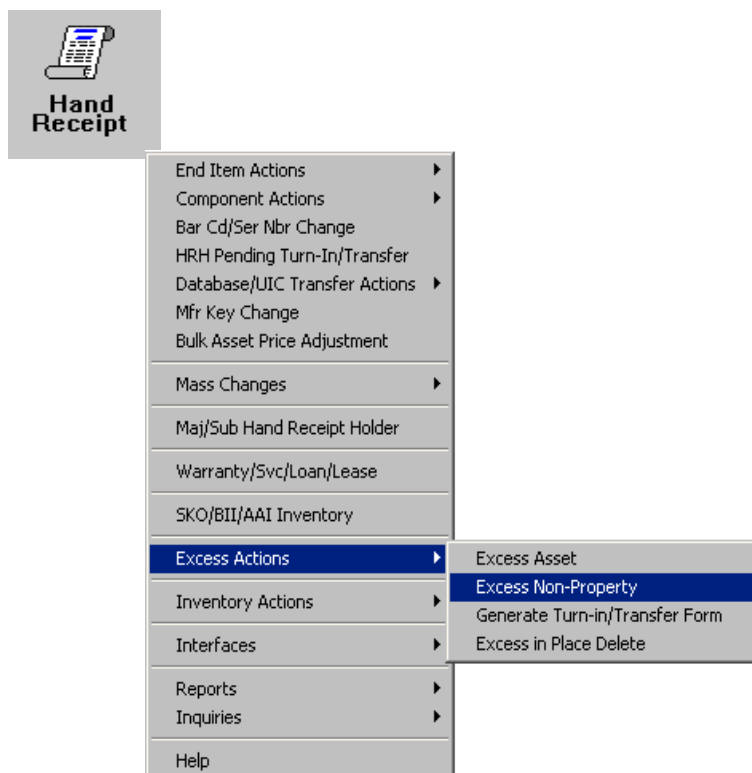 Hand
Receipt
End Item Actions
Component Actions
Bar Cd/Ser Nbr Change
HRH Pending Turn-In/Transfer
Database/UIC Transfer Actions
Mfr Key Change
Bulk Asset Price Adjustment
Mass Changes
Maj/Sub Hand Receipt Holder
Warranty/Svc/Loan/Lease
SKO/BII/AAI Inventory
Excess Actions
Inventory Actions
Interfaces
Reports
Inquiries
Help
Excess Asset
Excess Non-Property
Generate Turn-in/Transfer Form
Excess in Place Delete